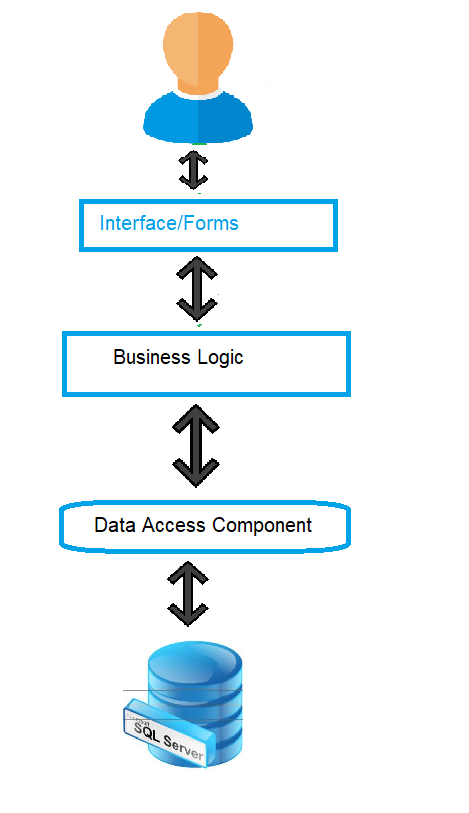 Interface/Forms
Business Logic
Data Access Component
SQL Server